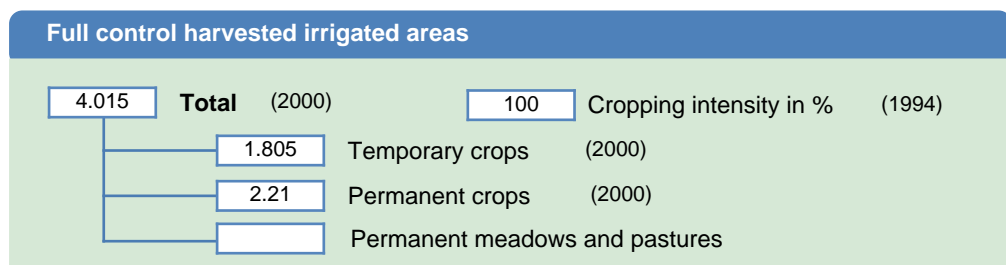 Full control harvested irrigated areas
4.015 Total (2000) 100 Cropping intensity in % (1994)
1.805 Temporary crops (2000)
2.21 Permanent crops (2000)
Permanent meadows and pastures